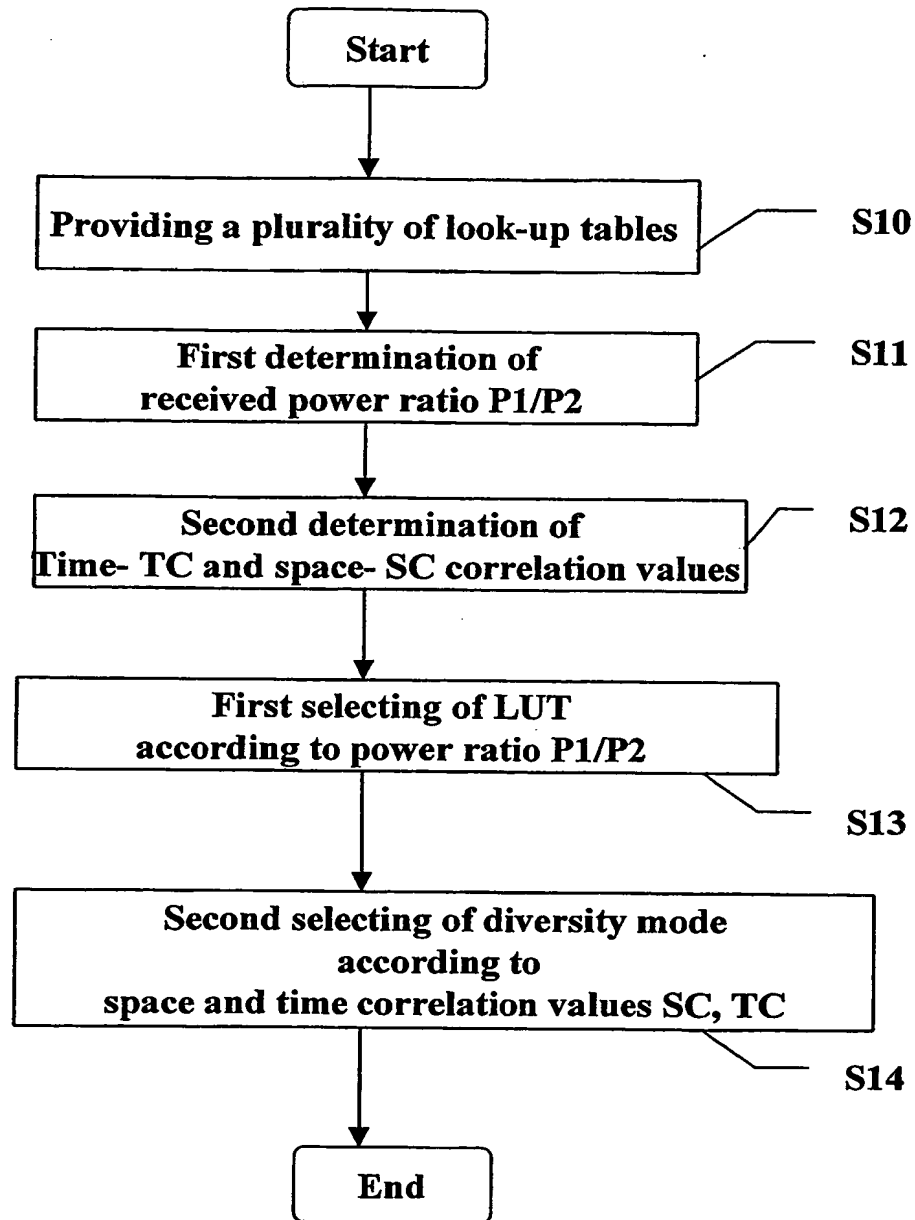 Start
Providing a plurality of look-up tables
S10
First determination of
received power ratio P1/P2
S11
Second determination of
Time- TC and space- SC correlation values
S12
First selecting of LUT
according to power ratio P1/P2
S13
Second selecting of diversity mode
according to
space and time correlation values SC, TC
S14
End